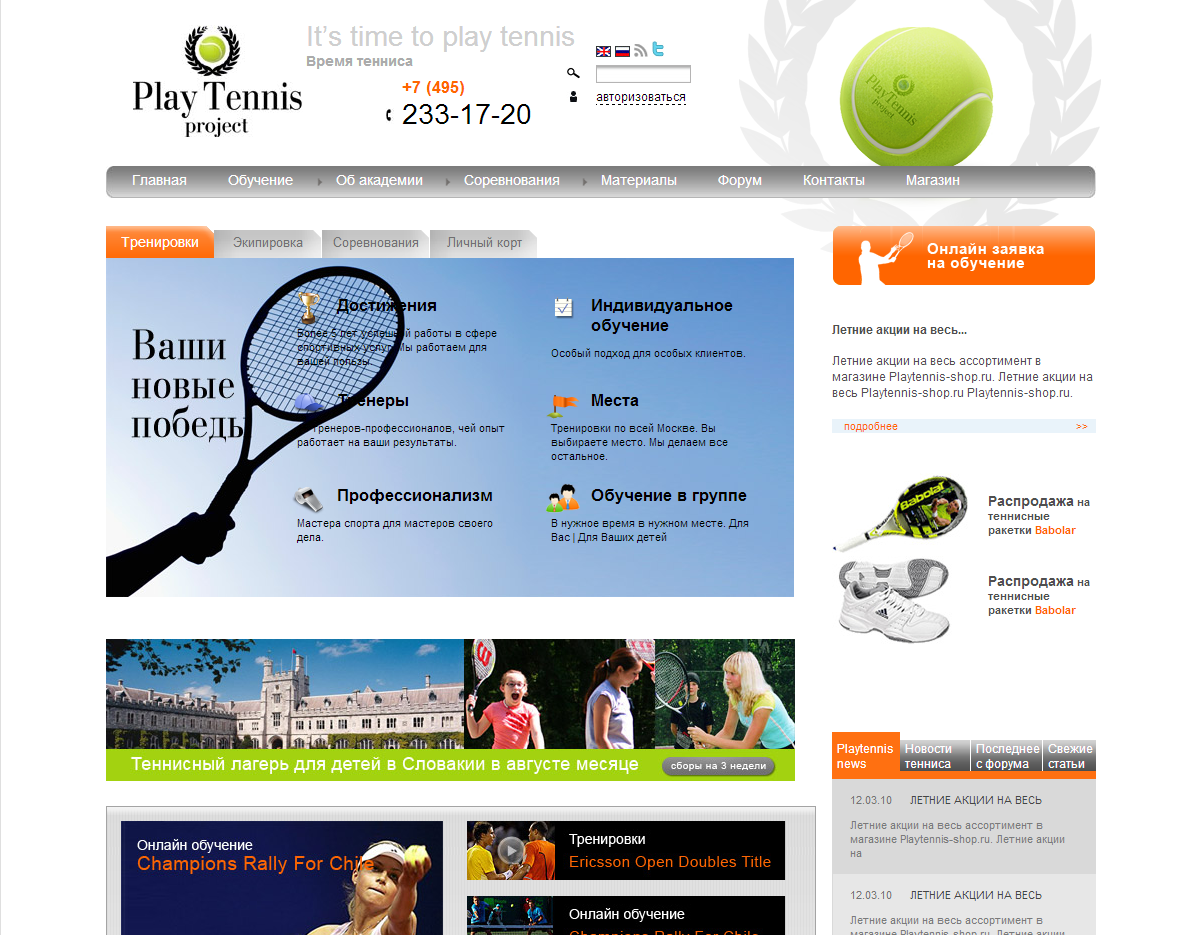 It's time to play tennis
Время тенниса
Play Tennis
project
+7 (495)
233-17-20
авторизоваться
PlayTennis
project
Главная Обучение Об академии Соревнования Материалы Форум Контакты Магазин
Тренировки Экипировка Соревнования Личный корт
Ваши
новые
победы
Достижения
Более 5 лет успешной работы в сфере
спортивных услуг. Мы работаем для
вашей пользы.
Индивидуальное
обучение
Особый подход для особых клиентов.
Тренеры
Тренеров-профессионалов, чей опыт
работает на ваши результаты.
Места
Тренировки по всей Москве. Вы
выбираете место. Мы делаем все
остальное.
Профессионализм
Мастера спорта для мастеров своего
дела.
Обучение в группе
В нужное время в нужном месте. Для
Вас | Для Ваших детей
Онлайн заявка
на обучение
Летние акции на весь...
Летние акции на весь ассортимент в
магазине Playtennis-shop.ru. Летние акции на
весь Playtennis-shop.ru Playtennis-shop.ru.
подробнее >>
Babolar
Распродажа на
теннисные
ракетки Babolar
Распродажа на
теннисные
ракетки Babolar
Теннисный лагерь для детей в Словакии в августе месяце
сборы на 3 недели
Онлайн обучение
Champions Rally For Chile
Тренировки
Ericsson Open Doubles Title
Онлайн обучение
Champions Rally For Chile
Playtennis
news
Новости
тенниса
Последнее
с форума
Свежие
статьи
12.03.10 ЛЕТНИЕ АКЦИИ НА ВЕСЬ
Летние акции на весь ассортимент в
магазине Playtennis-shop.ru. Летние акции
на
12.03.10 ЛЕТНИЕ АКЦИИ НА ВЕСЬ
Летние акции на весь ассортимент в
магазине Playtennis-shop.ru. Летние акции